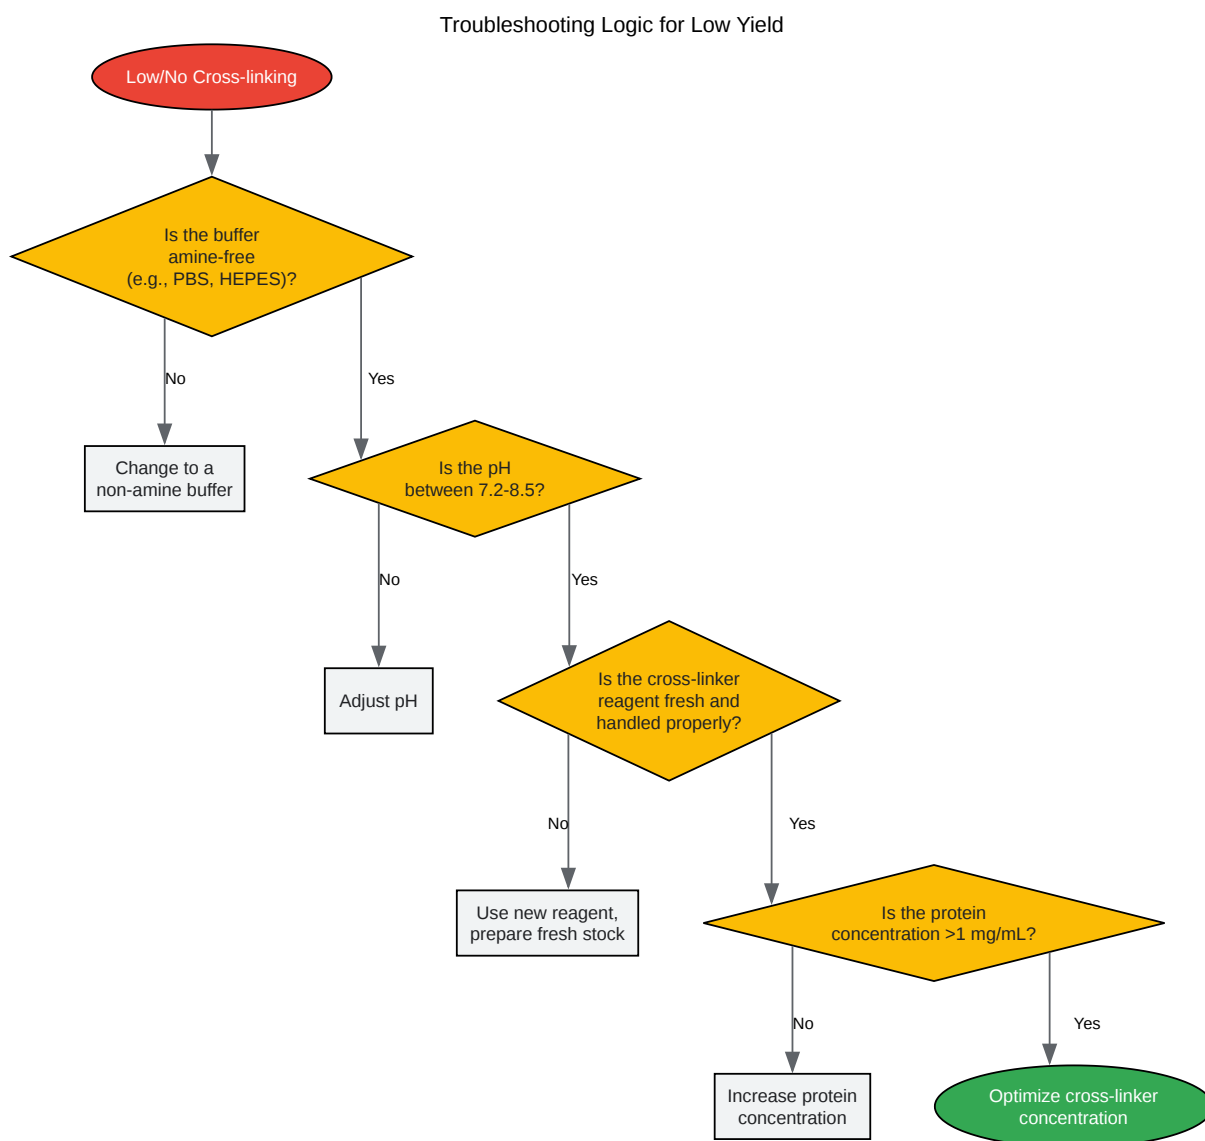 Troubleshooting Logic for Low Yield
Low/No Cross-linking
Is the buffer
amine-free
(e.g., PBS, HEPES)?
No
Yes
Change to a
non-amine buffer
Is the pH
between 7.2-8.5?
No
Yes
Adjust pH
Is the cross-linker
reagent fresh and
handled properly?
No
Yes
Use new reagent,
prepare fresh stock
Is the protein
concentration >1 mg/mL?
No
Yes
Increase protein
concentration
Optimize cross-linker
concentration